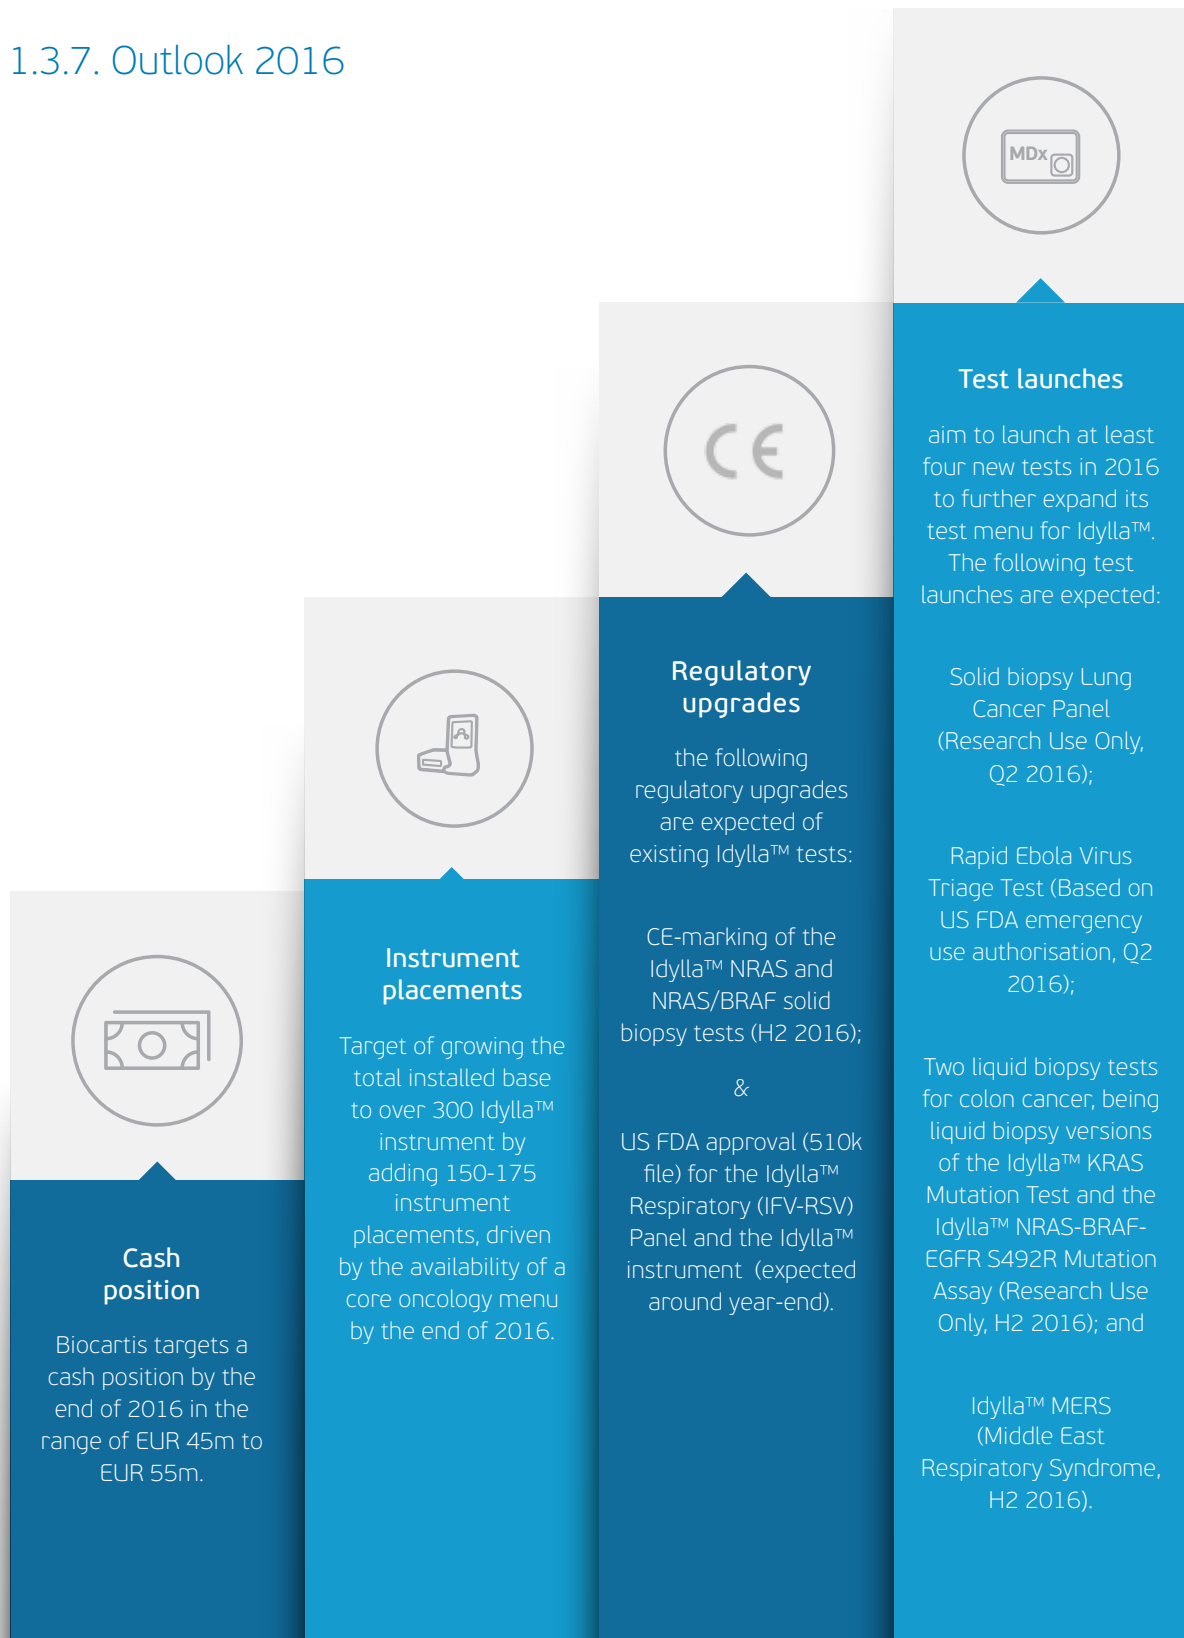 1.3.7. Outlook 2016
Cash
position
Biocartis targets a
cash position by the
end of 2016 in the
range of EUR 45m to
EUR 55m.
Instrument
placements
Target of growing the
total installed base
to over 300 Idylla™
instrument by
adding 150-175
instrument
placements, driven
by the availability of a
core oncology menu
by the end of 2016.
CE
Regulatory
upgrades
the following
regulatory upgrades
are expected of
existing Idylla™ tests:
CE-marking of the
Idylla™ NRAS and
NRAS/BRAF solid
biopsy tests (H2 2016);
&
US FDA approval (510k
file) for the Idylla™
Respiratory (IFV-RSV)
Panel and the Idylla™
instrument (expected
around year-end).
MDx
Test launches
aim to launch at least
four new tests in 2016
to further expand its
test menu for Idylla™.
The following test
launches are expected:
Solid biopsy Lung
Cancer Panel
(Research Use Only,
Q2 2016);
Rapid Ebola Virus
Triage Test (Based on
US FDA emergency
use authorisation, Q2
2016);
Two liquid biopsy tests
for colon cancer, being
liquid biopsy versions
of the Idylla™ KRAS
Mutation Test and the
Idylla™ NRAS-BRAF-
EGFR S492R Mutation
Assay (Research Use
Only, H2 2016); and
Idylla™ MERS
(Middle East
Respiratory Syndrome,
H2 2016).